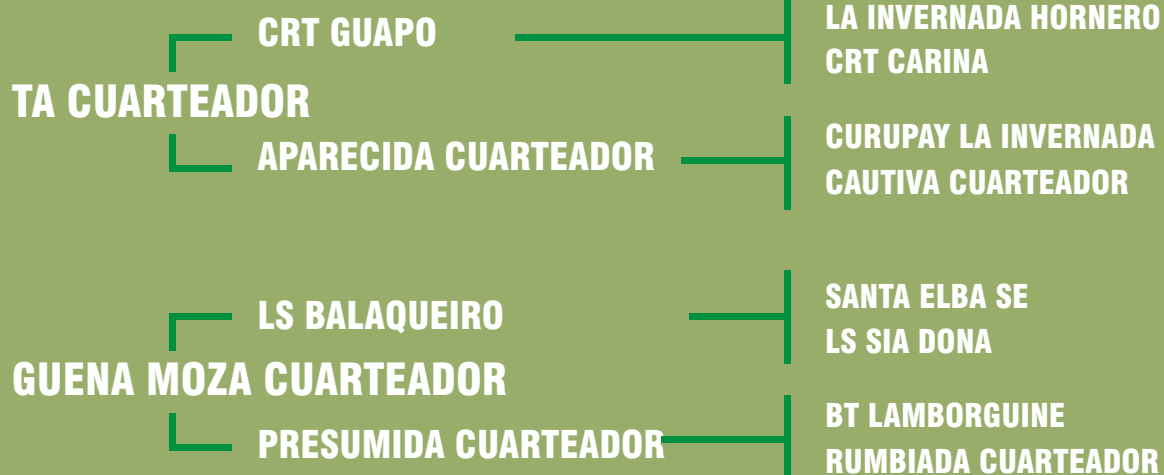 LA INVERNADA HORNERO
CRT GUAPO
CRT CARINA
TA CUARTEADOR
CURUPAY LA INVERNADA
APARECIDA CUARTEADOR
CAUTIVA CUARTEADOR
SANTA ELBA SE
LS BALAQUEIRO
LS SIA DONA
GUENA MOZA CUARTEADOR
BT LAMBORGUINE
PRESUMIDA CUARTEADOR
RUMBIADA CUARTEADOR